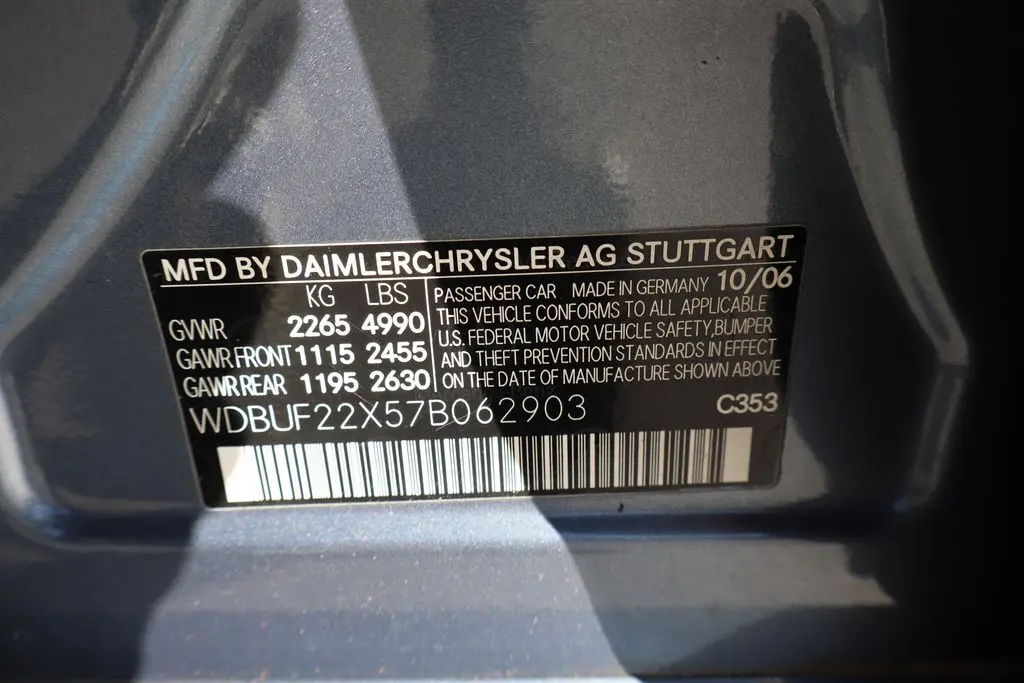 MFD BY DAIMLERCHRYSLER AG STUTTGART
10/06
KG LBS
GVWR 2265 4990
GAWR FRONT 1115 2455
GAWR REAR 1195 2630
PASSENGER CAR MADE IN GERMANY
THIS VEHICLE CONFORMS TO ALL APPLICABLE
U.S. FEDERAL MOTOR VEHICLE SAFETY, BUMPER
AND THEFT PREVENTION STANDARDS IN EFFECT
ON THE DATE OF MANUFACTURE SHOWN ABOVE
WDBUF22X57B062903
C353